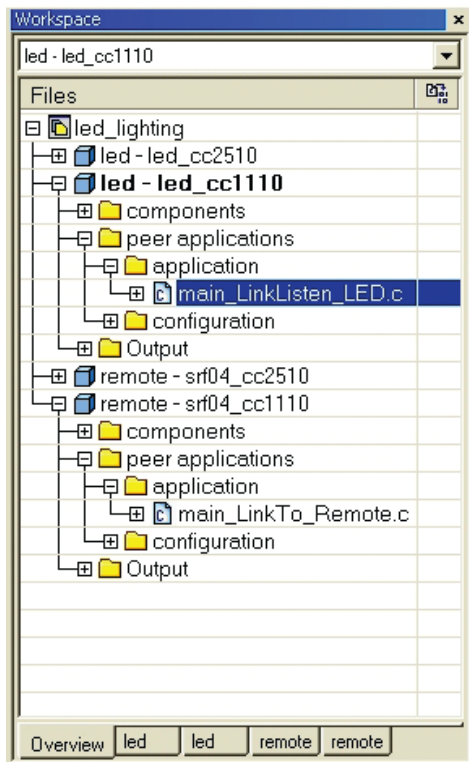 Workspace
led - led_cc1110
Files
led_lighting
led - led_cc2510
led - led_cc1110
components
peer applications
application
main_LinkListen_LED.c
configuration
Output
remote - srf04_cc2510
remote - srf04_cc1110
components
peer applications
application
main_LinkTo_Remote.c
configuration
Output
Overview led led remote remote